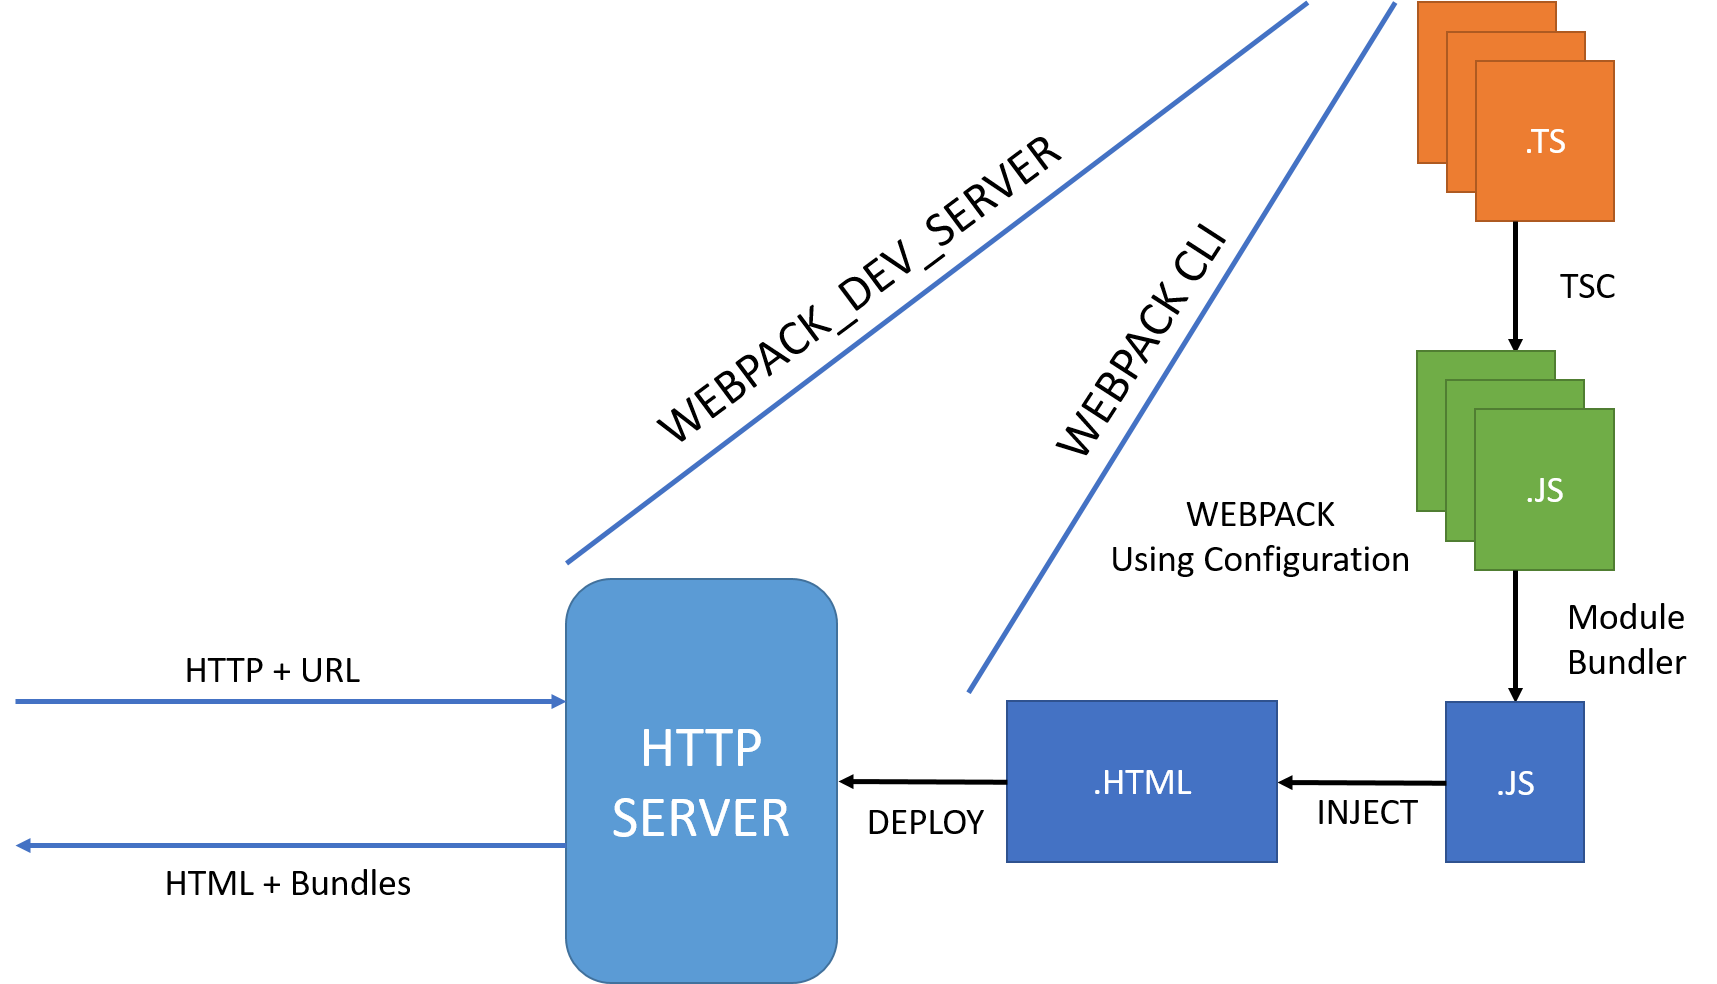 .TS
WEBPACK_DEV_SERVER
WEBPACK CLI
TSC
.JS
WEBPACK
Using Configuration
Module
Bundler
HTTP + URL
HTTP
SERVER
.HTML
.JS
DEPLOY
INJECT
HTML + Bundles